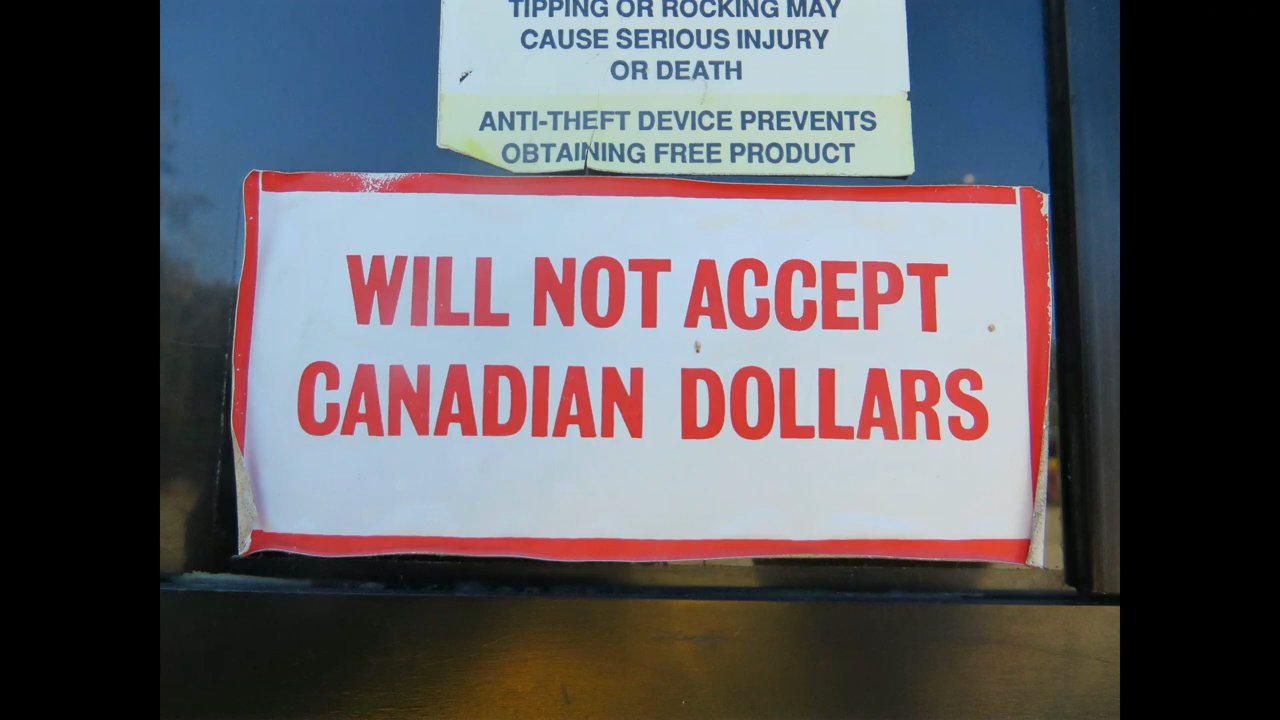 TIPPING OR ROCKING MAY
CAUSE SERIOUS INJURY
OR DEATH
ANTI-THEFT DEVICE PREVENTS
OBTAINING FREE PRODUCT
WILL NOT ACCEPT
CANADIAN DOLLARS